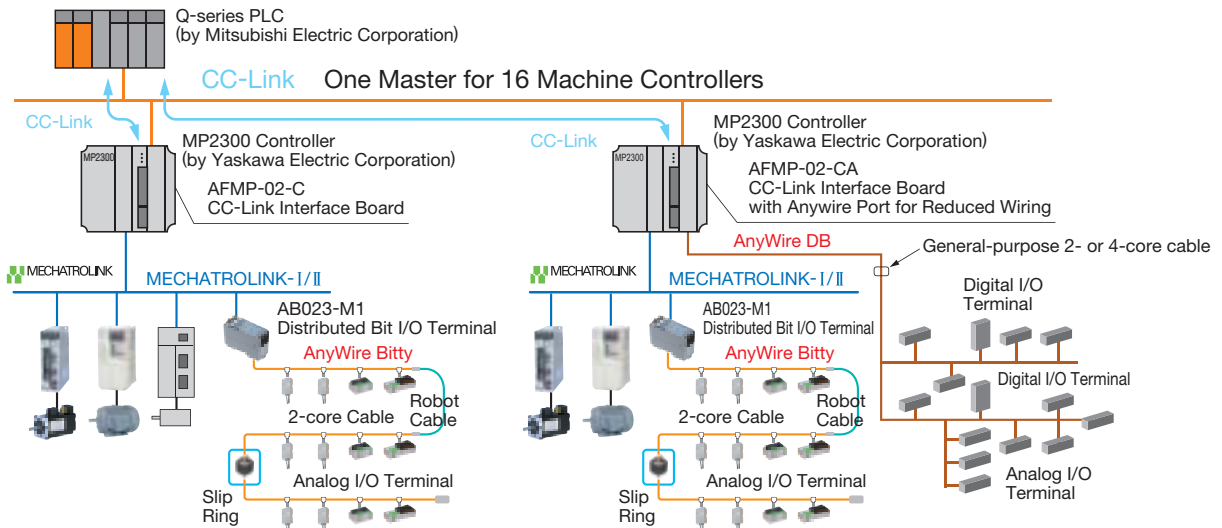 Q-series PLC
(by Mitsubishi Electric Corporation)
CC-Link One Master for 16 Machine Controllers
CC-Link
MP2300 Controller
(by Yaskawa Electric Corporation)
MP2300
AFMP-02-C
CC-Link Interface Board
CC-Link
MP2300 Controller
(by Yaskawa Electric Corporation)
MP2300
AFMP-02-CA
CC-Link Interface Board
with Anywire Port for Reduced Wiring
AnyWire DB
General-purpose 2- or 4-core cable
MECHATROLINK
MECHATROLINK-I/II
AB023-M1
Distributed Bit I/O Terminal
AnyWire Bitty
2-core Cable
Robot
Cable
Slip
Ring
Analog I/O Terminal
MECHATROLINK
MECHATROLINK-I/II
AB023-M1
Distributed Bit I/O Terminal
AnyWire Bitty
2-core Cable
Robot
Cable
Slip
Ring
Analog I/O Terminal
Digital I/O
Terminal
Digital I/O Terminal
Analog I/O
Terminal